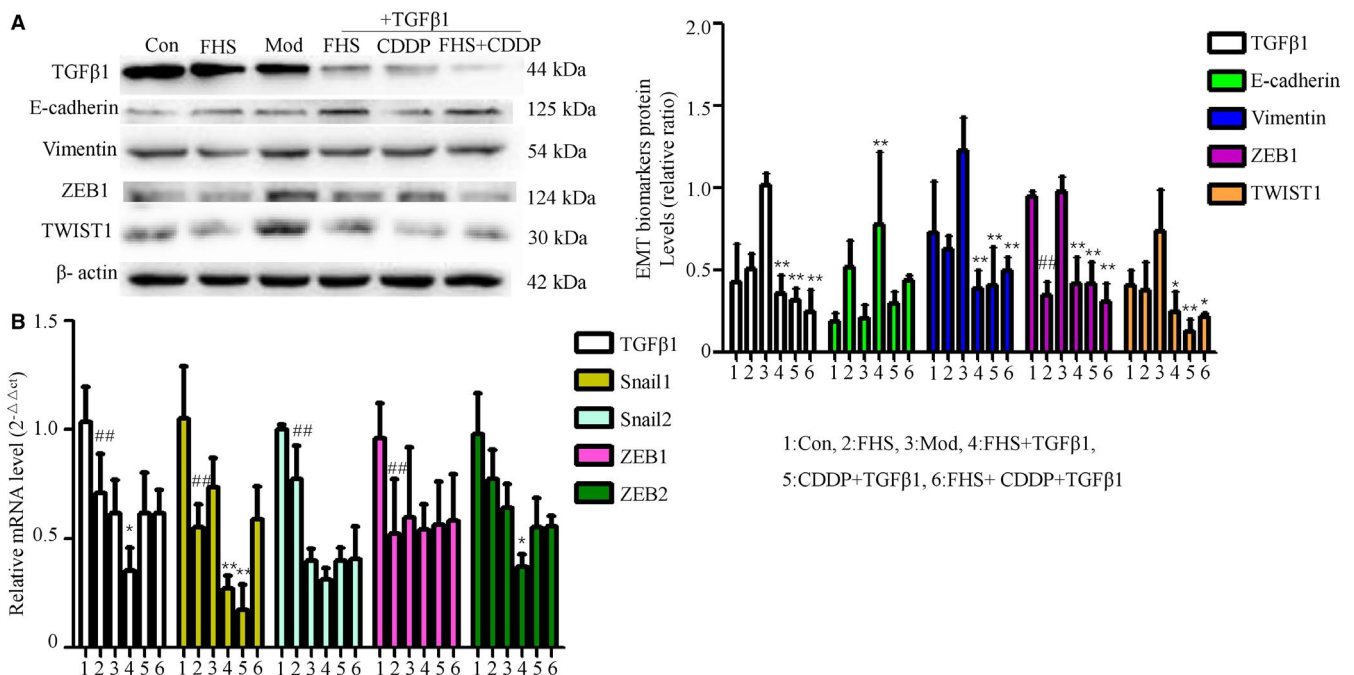 A
+TGFβ1
Con FHS Mod FHS CDDP FHS+CDDP
TGFβ1 44 kDa
E-cadherin 125 kDa
Vimentin 54 kDa
ZEB1 124 kDa
TWIST1 30 kDa
β- actin 42 kDa
EMT biomarkers protein
Levels (relative ratio)
2.0
1.5
1.0
0.5
0
** ** ** ** ** ** ** ## ** ** ** * ** *
1 2 3 4 5 6 1 2 3 4 5 6 1 2 3 4 5 6 1 2 3 4 5 6 1 2 3 4 5 6
TGFβ1
E-cadherin
Vimentin
ZEB1
TWIST1
1:Con, 2:FHS, 3:Mod, 4:FHS+TGFβ1,
5:CDDP+TGFβ1, 6:FHS+ CDDP+TGFβ1
B
Relative mRNA level (2-△△ct)
1.5
1.0
0.5
0
## * ## ** ** ## ## *
1 2 3 4 5 6 1 2 3 4 5 6 1 2 3 4 5 6 1 2 3 4 5 6 1 2 3 4 5 6
TGFβ1
Snail1
Snail2
ZEB1
ZEB2